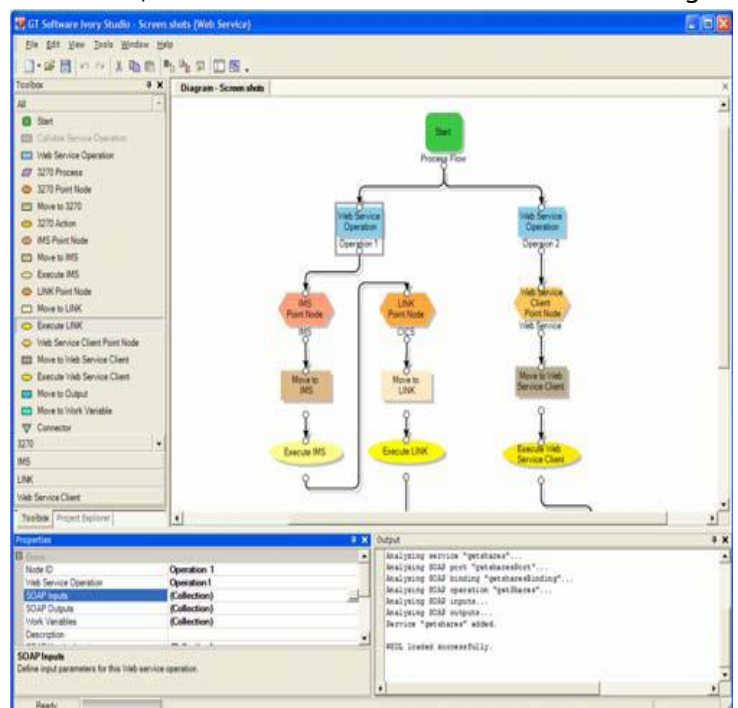 GT Software Ivory Studio - Screen shots (Web Service)
File Edit View Tools Window Help
Toolbox
All
Start
Callable Service Operation
Web Service Operation
3270 Process
3270 Point Node
Move to 3270
3270 Action
IMS Point Node
Move to IMS
Execute IMS
LINK Point Node
Move to LINK
Execute LINK
Web Service Client Point Node
Move to Web Service Client
Execute Web Service Client
Move to Output
Move to Work Variable
Connector
3270
IMS
LINK
Web Service Client
Toolbox Project Explorer
Diagram - Screen shots
Start
Process Flow
Web Service
Operation
Operation 1
Web Service
Operation
Operation 2
IMS
Point Node
IMS
LINK
Point Node
CICS
Web Service
Client
Point Node
Web Service
Move to
IMS
Move to
LINK
Move to Web
Service Client
Execute IMS
Execute LINK
Execute Web
Service Client
Properties
Node ID Operation 1
Web Service Operation Operation1
SOAP Inputs (Collection)
SOAP Outputs (Collection)
Work Variables (Collection)
Description
SOAP Inputs
Define input parameters for this Web service operation.
Output
Analyzing service "getshares"...
Analyzing SOAP port "getsharesPort"...
Analyzing SOAP binding "getsharesBinding"...
Analyzing SOAP operation "getShares"...
Analyzing SOAP inputs...
Analyzing SOAP outputs...
Service "getshares" added.
WSDL loaded successfully.
Ready